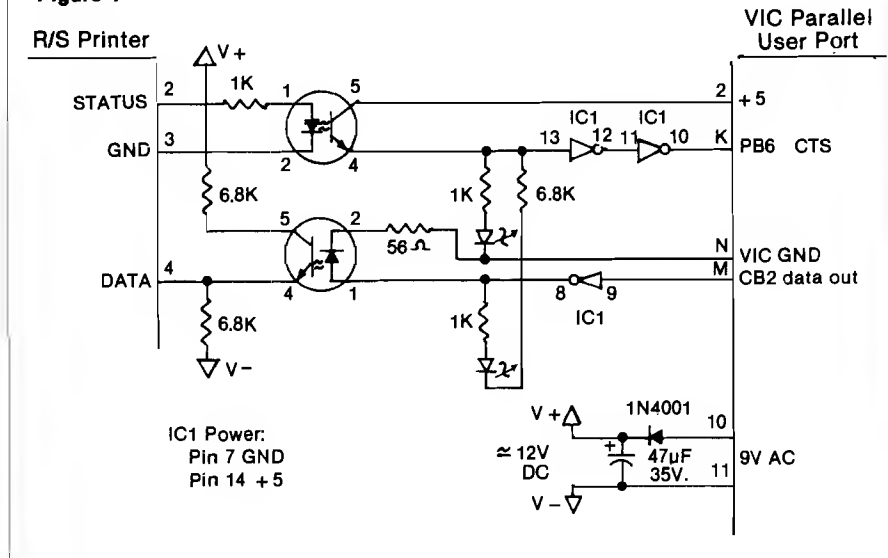 R/S Printer
VIC Parallel
User Port
V+
2
1K
1
5
2
STATUS
+5
IC1
IC1
GND
3
2
4
13
12
11
10
K
PB6 CTS
6.8K
1K
6.8K
5
2
56 Ω
N
VIC GND
DATA
4
4
1
8
9
M
CB2 data out
IC1
6.8K
1K
V-
V+
1N4001
10
IC1 Power:
Pin 7 GND
Pin 14 +5
≈ 12V
DC
+
47µF
35V.
11
9V AC
V-